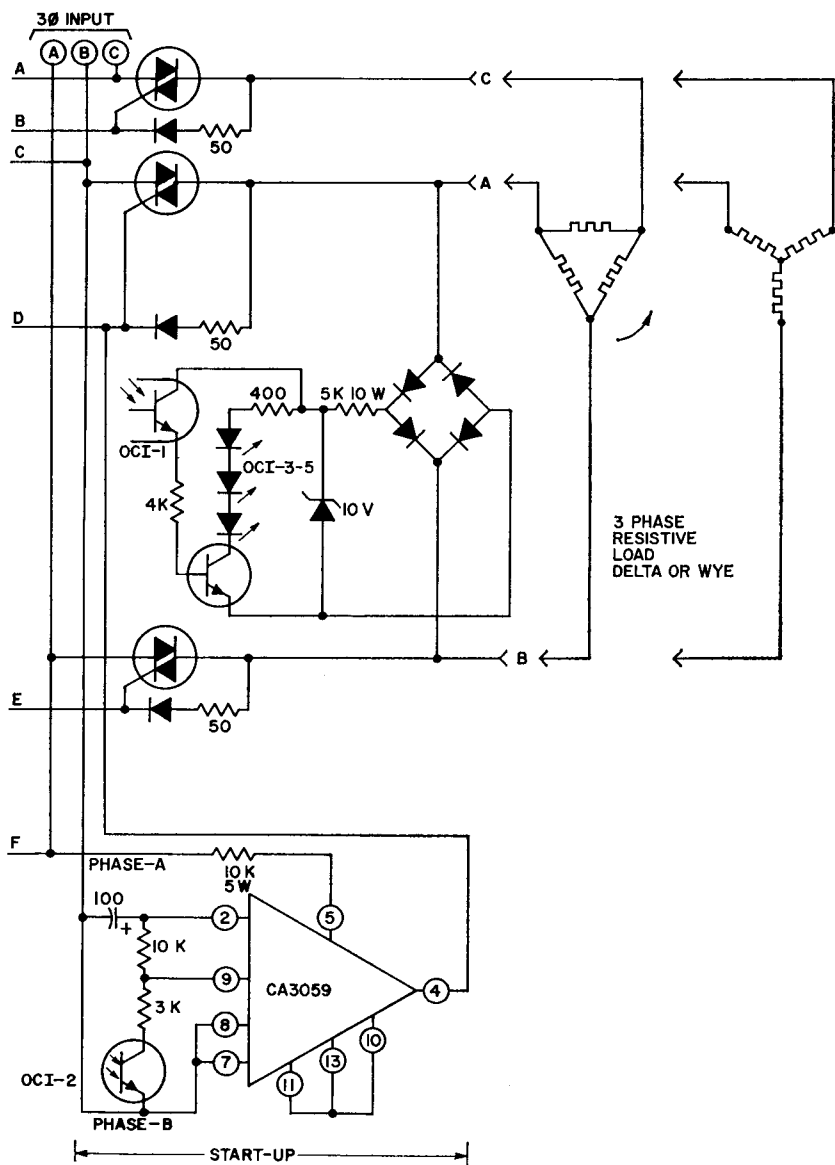 3Ø INPUT
A B C
A
B
C
D
E
F
50
50
50
C
A
B
OCI-1
4K
400
OCI-3-5
5K 10 W
10 V
3 PHASE
RESISTIVE
LOAD
DELTA OR WYE
PHASE-A
10 K
5 W
100
+
10 K
3 K
2
9
8
7
5
4
10
13
11
CA3059
OCI-2
PHASE-B
START-UP